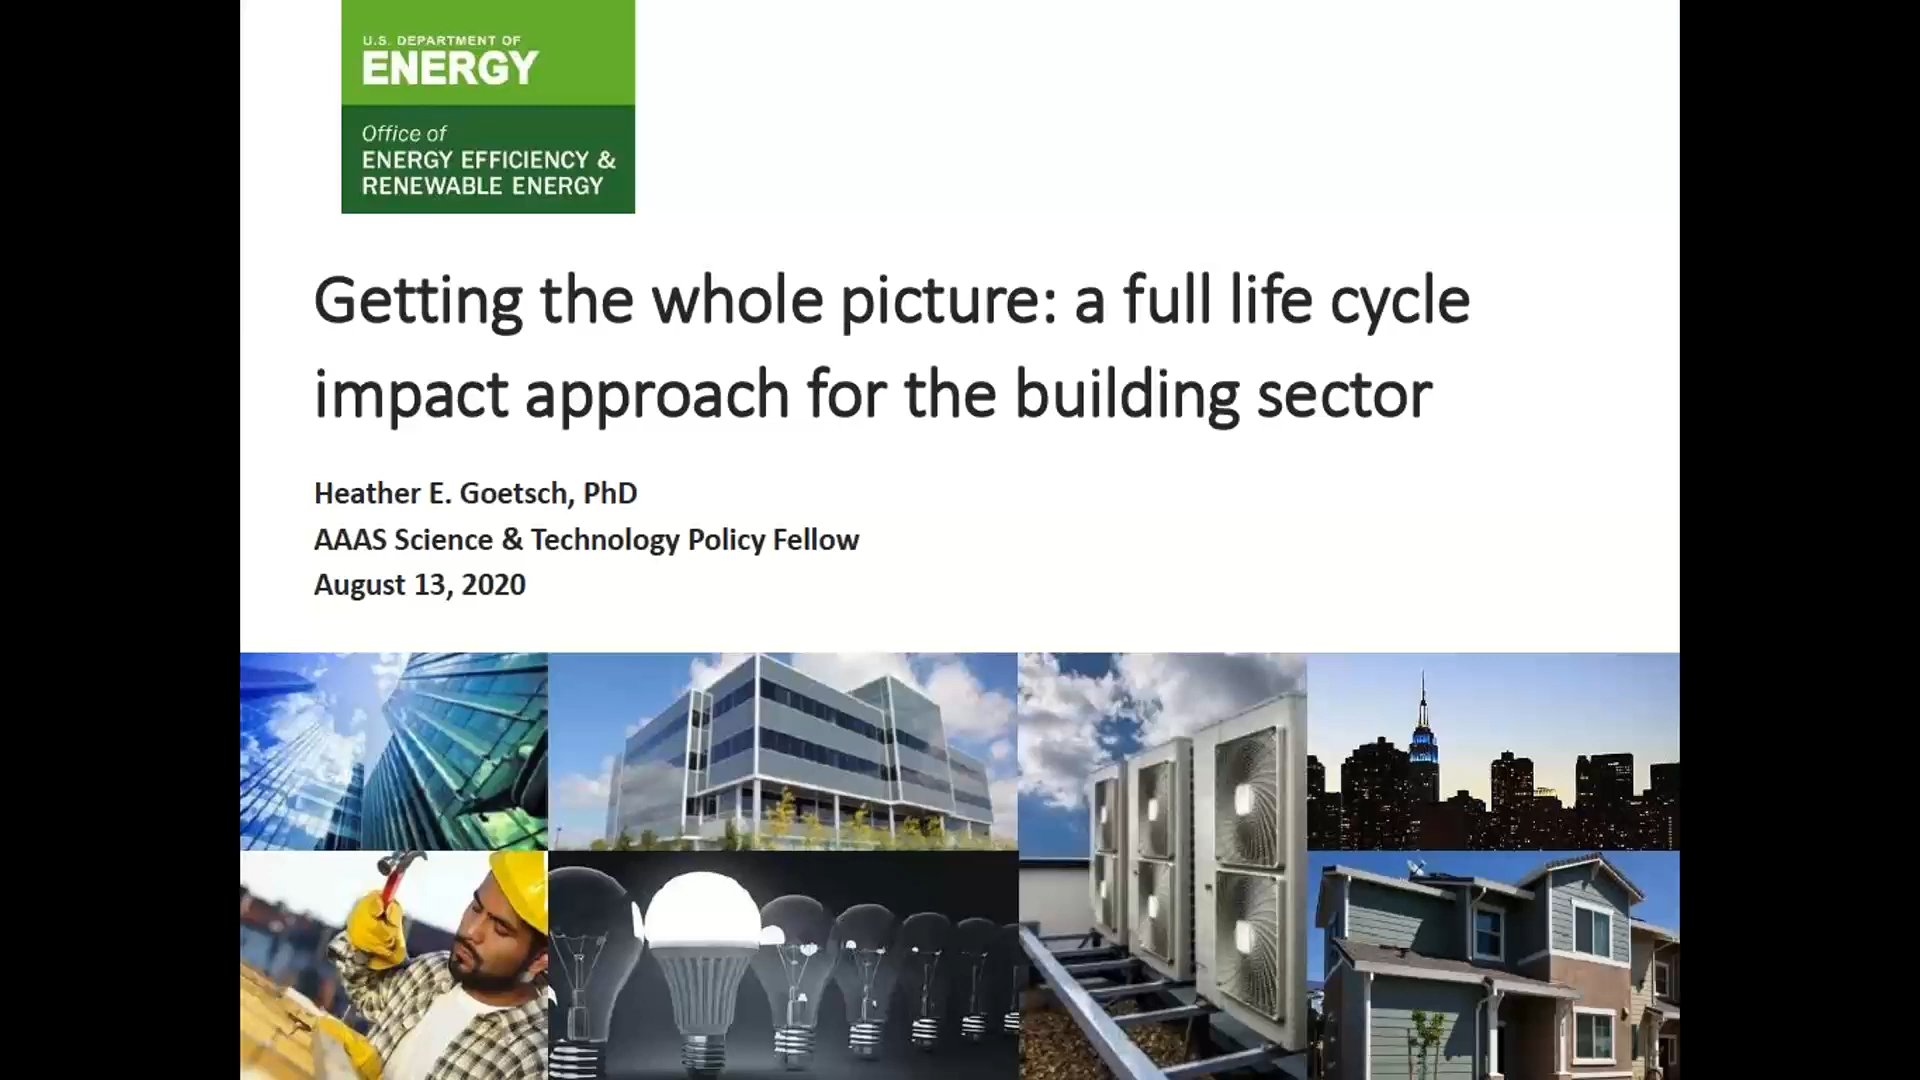 U.S. DEPARTMENT OF
ENERGY
Office of
ENERGY EFFICIENCY &
RENEWABLE ENERGY
Getting the whole picture: a full life cycle
impact approach for the building sector
Heather E. Goetsch, PhD
AAAS Science & Technology Policy Fellow
August 13, 2020